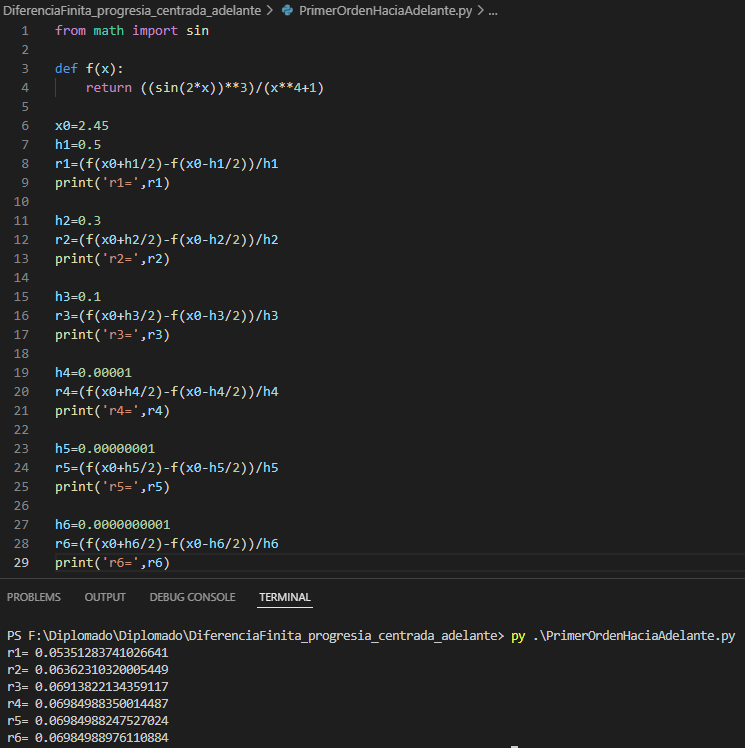 DiferenciaFinita_progresia_centrada_adelante > PrimerOrdenHaciaAdelante.py > ...
1 from math import sin
2
3 def f(x):
4     return ((sin(2*x))**3)/(x**4+1)
5
6 x0=2.45
7 h1=0.5
8 r1=(f(x0+h1/2)-f(x0-h1/2))/h1
9 print('r1=',r1)
10
11 h2=0.3
12 r2=(f(x0+h2/2)-f(x0-h2/2))/h2
13 print('r2=',r2)
14
15 h3=0.1
16 r3=(f(x0+h3/2)-f(x0-h3/2))/h3
17 print('r3=',r3)
18
19 h4=0.00001
20 r4=(f(x0+h4/2)-f(x0-h4/2))/h4
21 print('r4=',r4)
22
23 h5=0.00000001
24 r5=(f(x0+h5/2)-f(x0-h5/2))/h5
25 print('r5=',r5)
26
27 h6=0.0000000001
28 r6=(f(x0+h6/2)-f(x0-h6/2))/h6
29 print('r6=',r6)
PROBLEMS OUTPUT DEBUG CONSOLE TERMINAL
PS F:\Diplomado\Diplomado\DiferenciaFinita_progresia_centrada_adelante> py .\PrimerOrdenHaciaAdelante.py
r1= 0.05351283741026641
r2= 0.06362310320005449
r3= 0.06913822134359117
r4= 0.06984988350014487
r5= 0.06984988247527024
r6= 0.06984988976110884